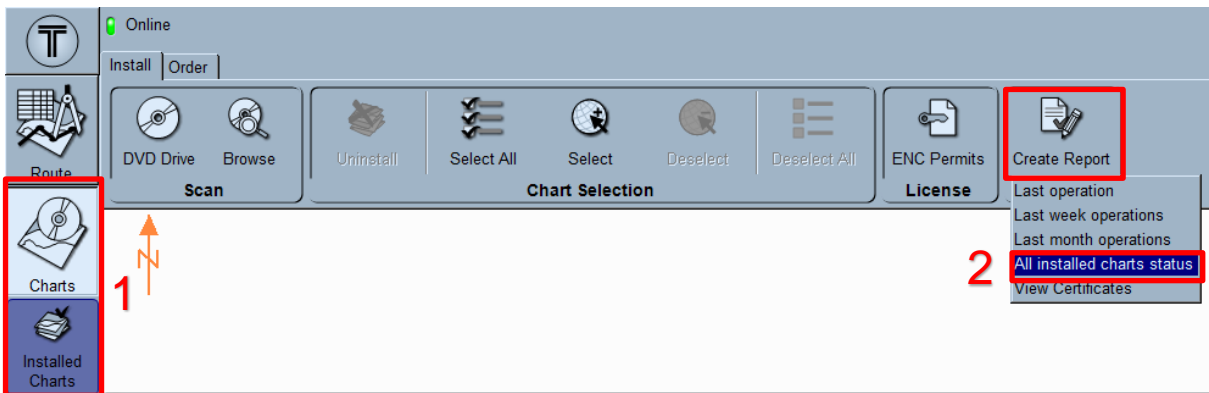 Online
Install Order
Route
DVD Drive Browse
Scan
Uninstall Select All Select Deselect Deselect All
Chart Selection
ENC Permits
License
Create Report
Last operation
Last week operations
Last month operations
All installed charts status
View Certificates
Charts
Installed
Charts
1
2
N